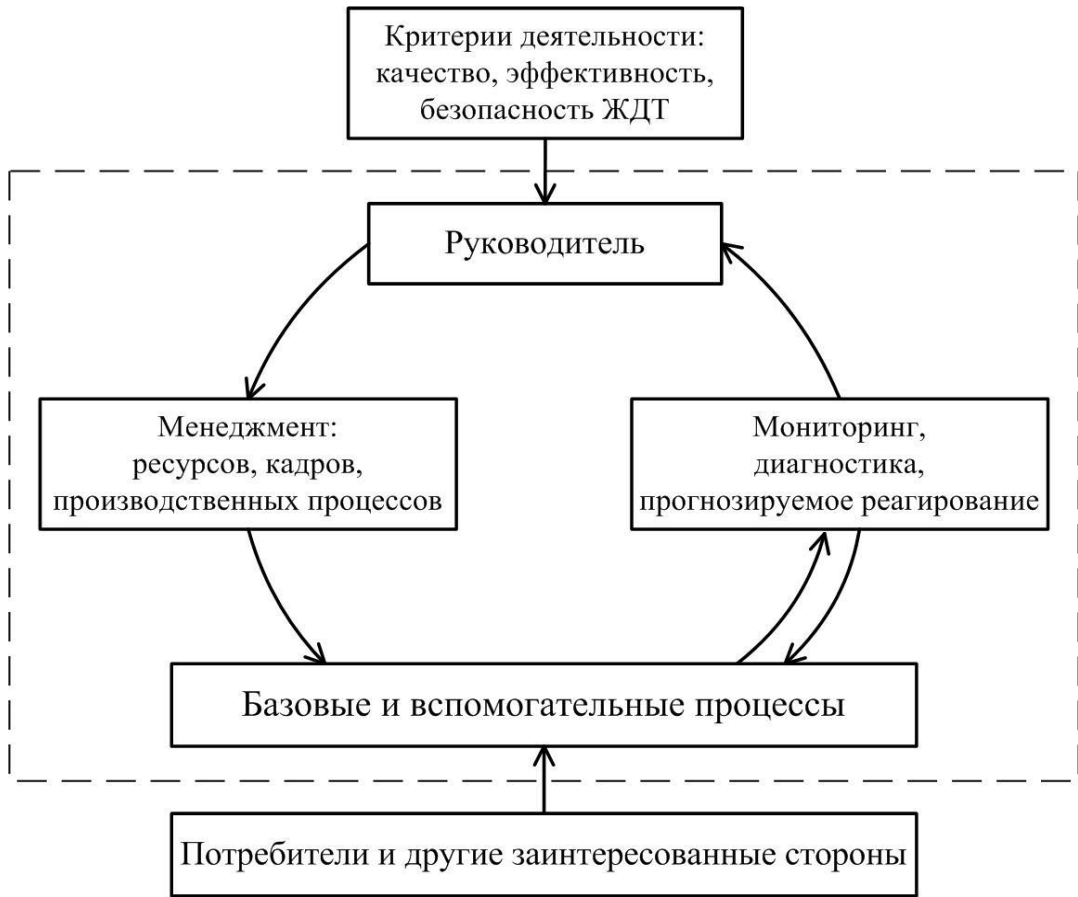 Критерии деятельности:
качество, эффективность,
безопасность ЖДТ
Руководитель
Менеджмент:
ресурсов, кадров,
производственных процессов
Мониторинг,
диагностика,
прогнозируемое реагирование
Базовые и вспомогательные процессы
Потребители и другие заинтересованные стороны